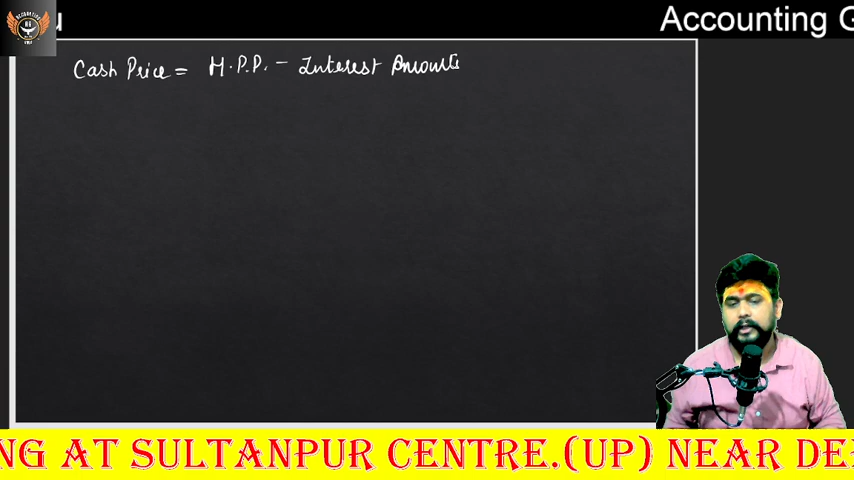 u
Accounting G
Cash Price = H.P.P. - Interest Amount
NG AT SULTANPUR CENTRE.(UP) NEAR DE